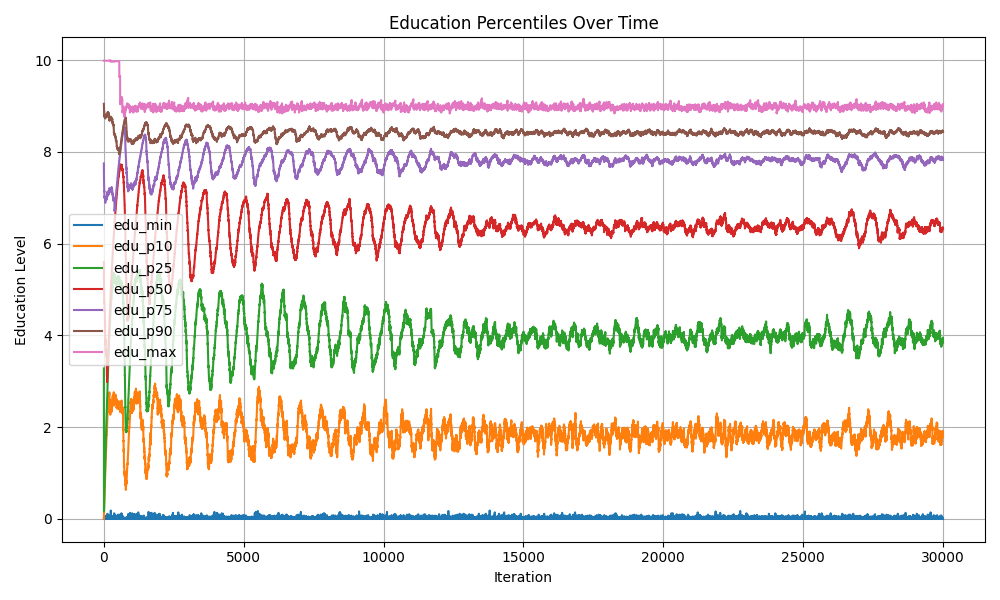 Education Percentiles Over Time
Education Level
10
8
6
4
2
0
edu_min
edu_p10
edu_p25
edu_p50
edu_p75
edu_p90
edu_max
0
5000
10000
15000
20000
25000
30000
Iteration